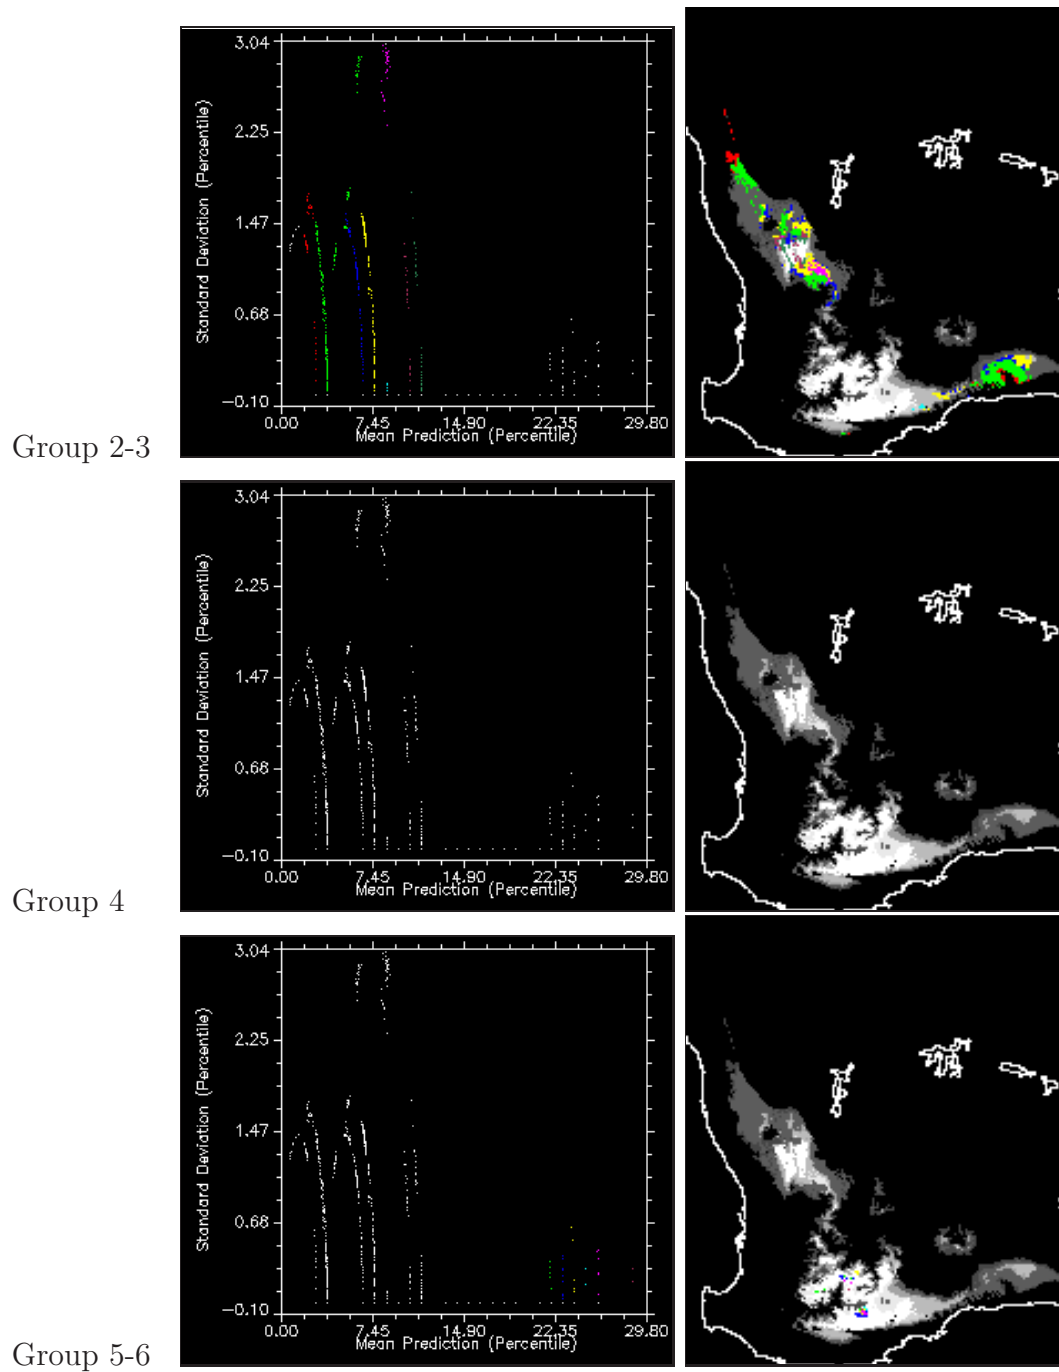 3.04
2.25
1.47
0.68
−0.10
Standard Deviation (Percentile)
0.00 7.45 14.90 22.35 29.80
Mean Prediction (Percentile)
Group 2-3
3.04
2.25
1.47
0.68
−0.10
Standard Deviation (Percentile)
0.00 7.45 14.90 22.35 29.80
Mean Prediction (Percentile)
Group 4
3.04
2.25
1.47
0.68
−0.10
Standard Deviation (Percentile)
0.00 7.45 14.90 22.35 29.80
Mean Prediction (Percentile)
Group 5-6